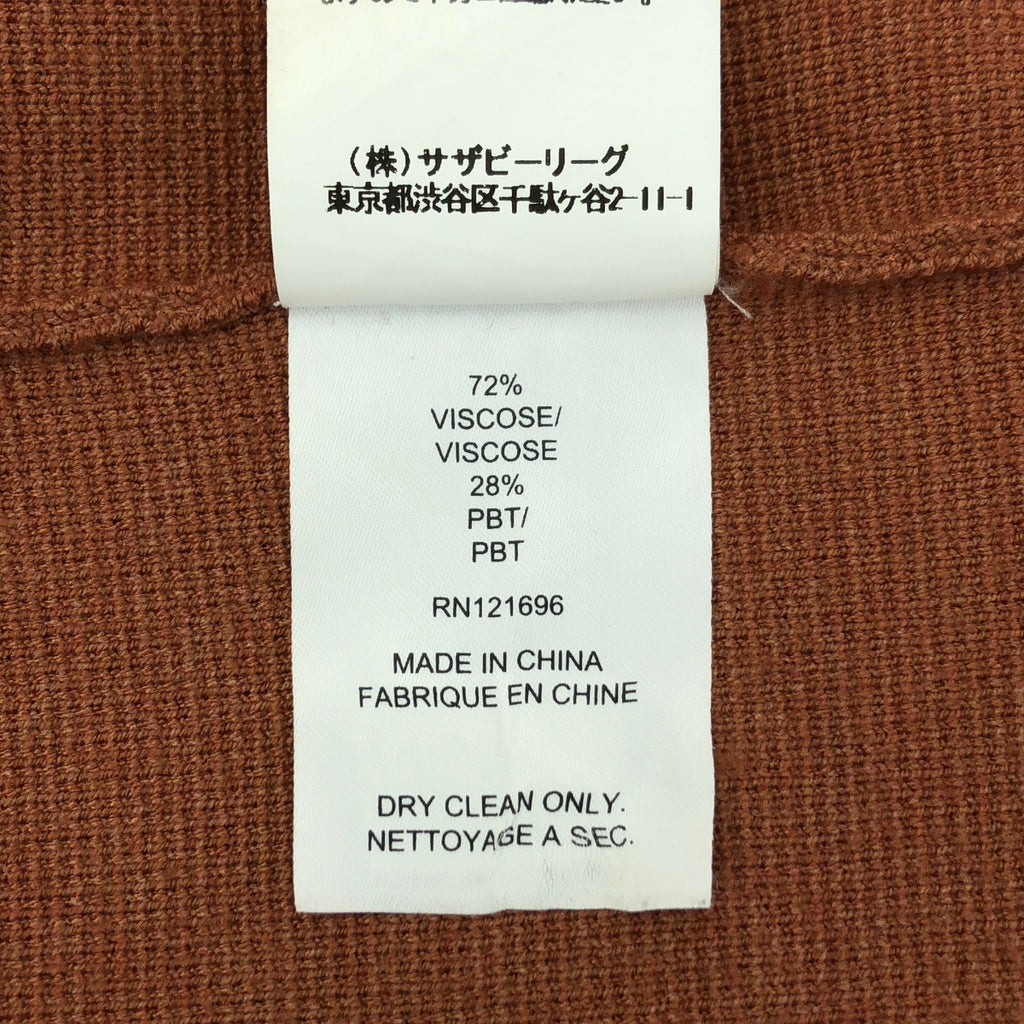 (株)サザビーリーグ
東京都渋谷区千駄ヶ谷2-11-1
72%
VISCOSE/
VISCOSE
28%
PBT/
PBT
RN121696
MADE IN CHINA
FABRIQUE EN CHINE
DRY CLEAN ONLY.
NETTOYAGE A SEC.